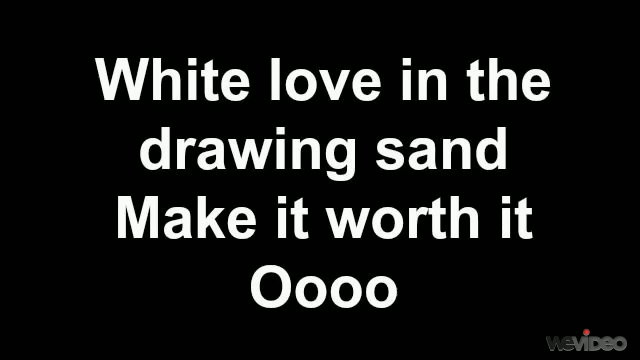 White love in the
drawing sand
Make it worth it
Oooo
WEVIDEO